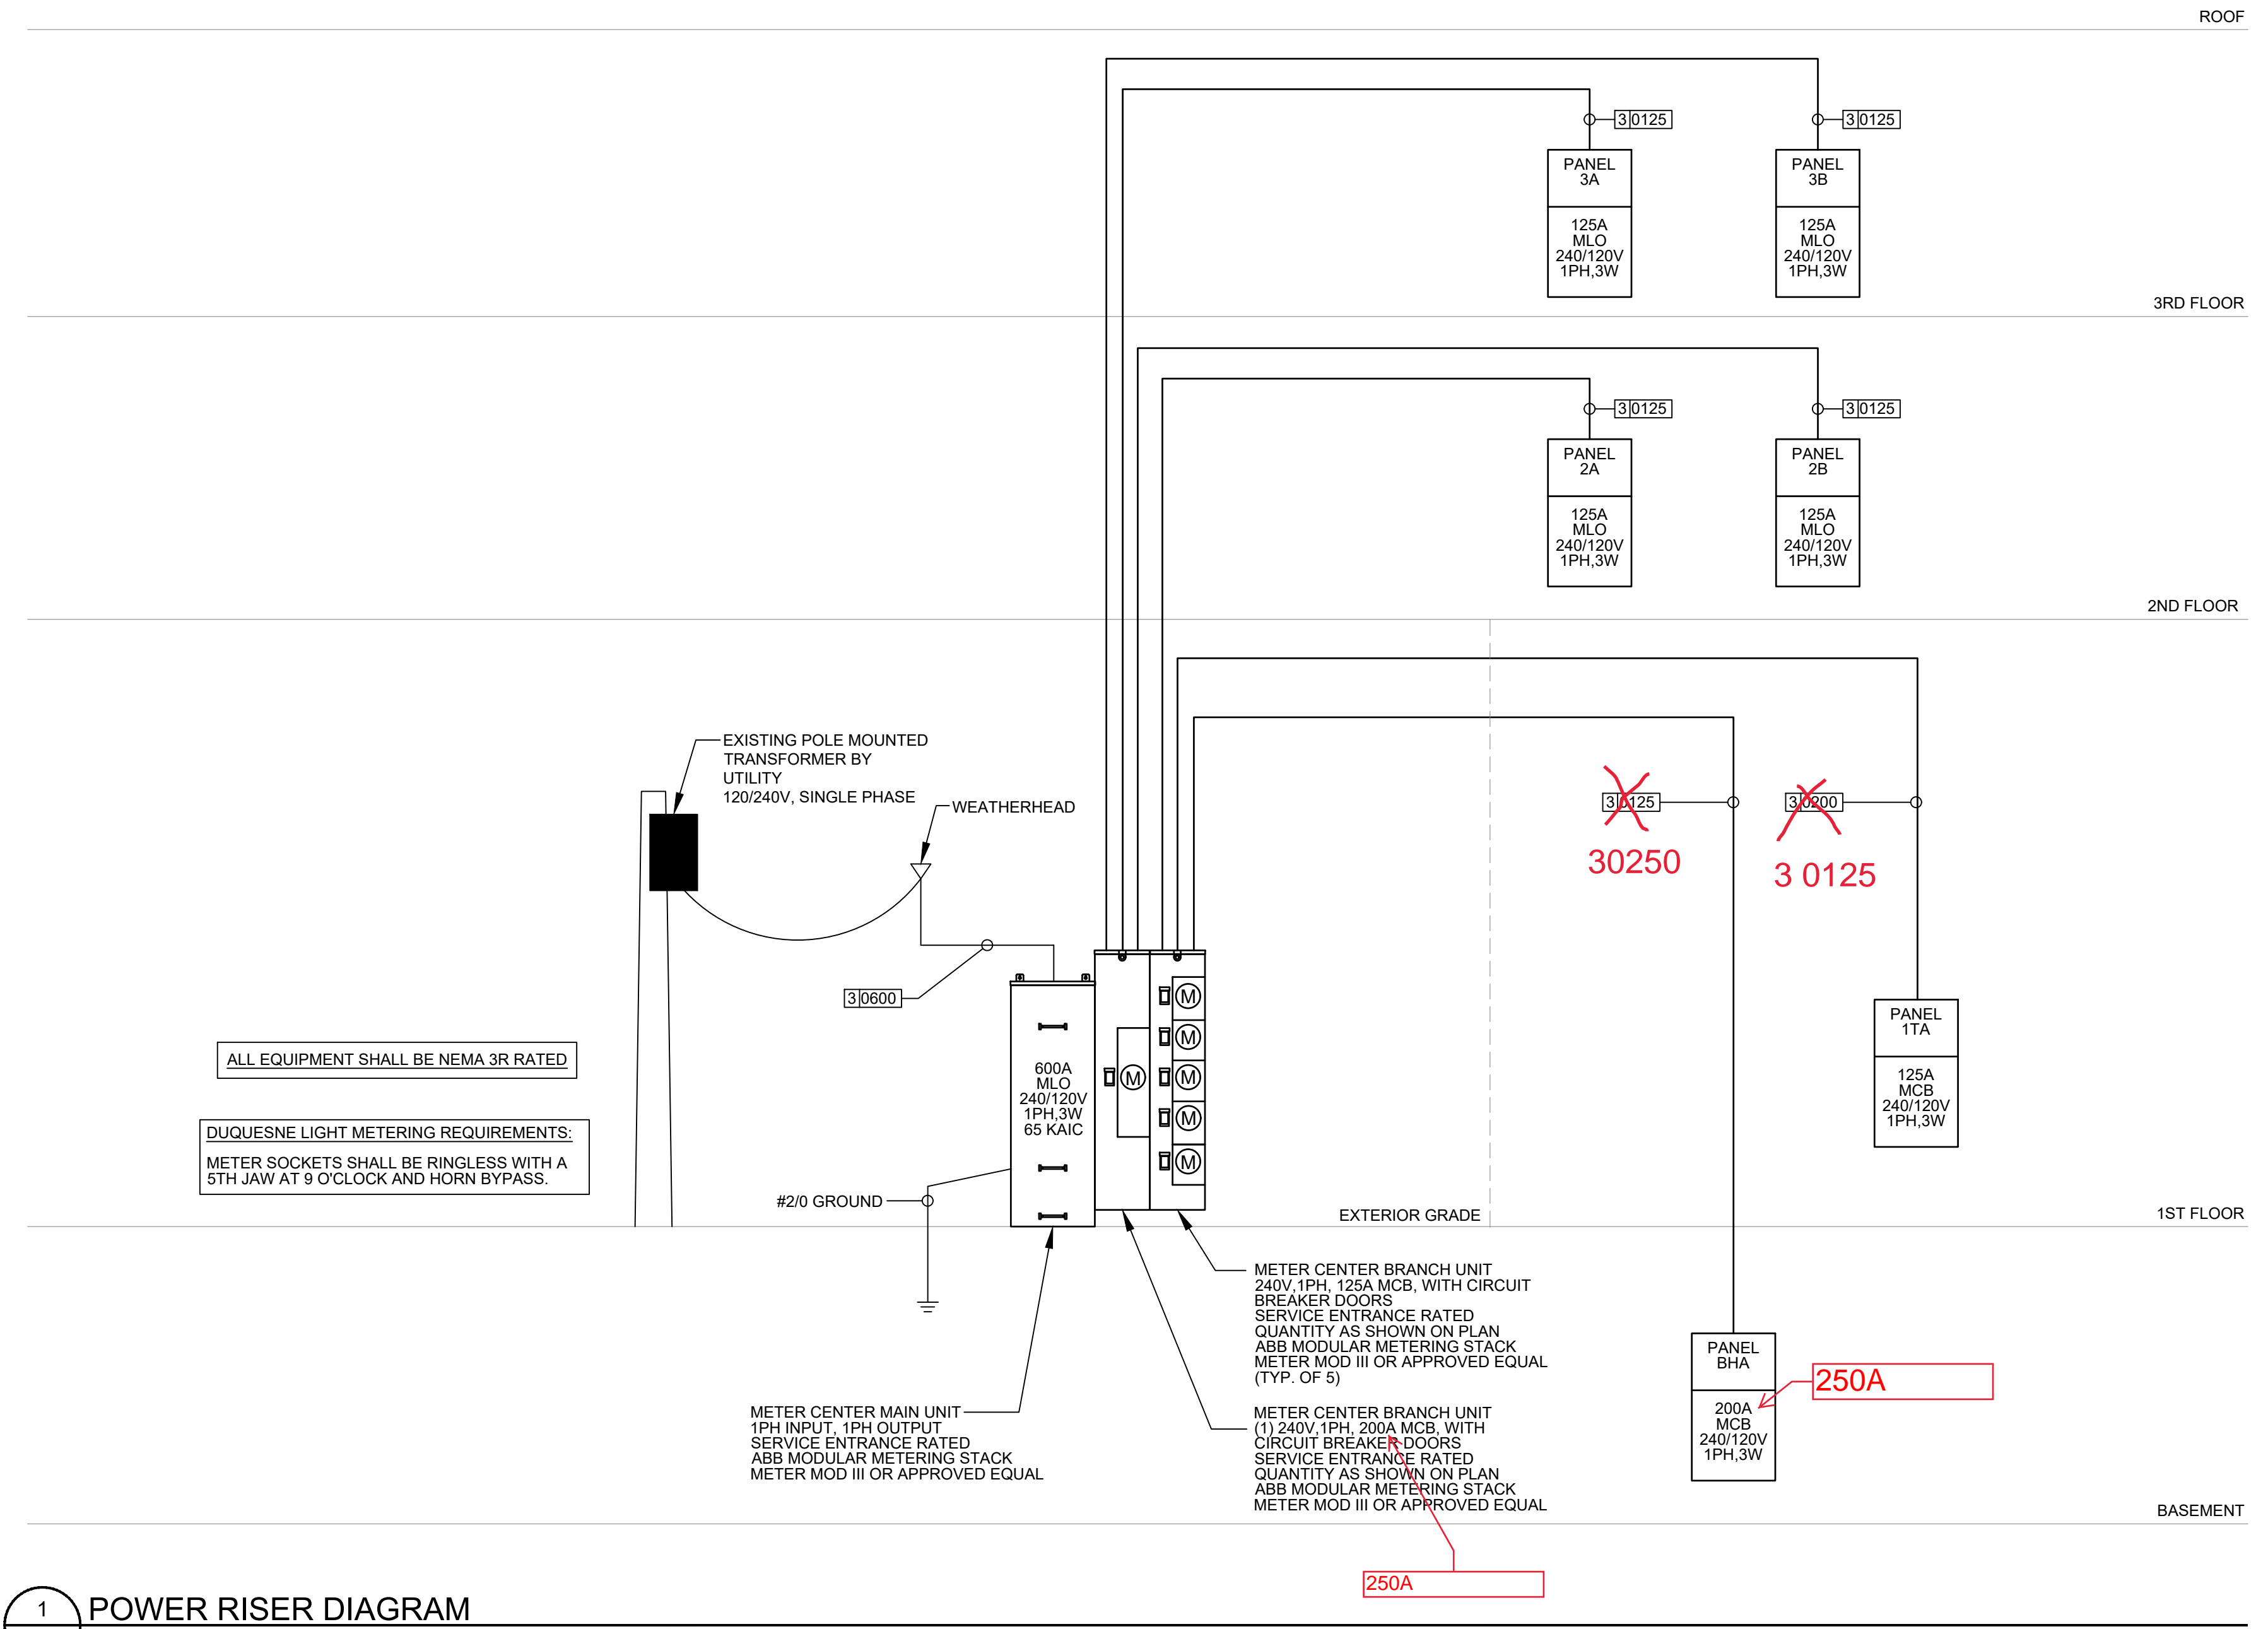 ROOF
3 0125
3 0125
PANEL
3A
125A
MLO
240/120V
1PH,3W
PANEL
3B
125A
MLO
240/120V
1PH,3W
3RD FLOOR
3 0125
3 0125
PANEL
2A
125A
MLO
240/120V
1PH,3W
PANEL
2B
125A
MLO
240/120V
1PH,3W
2ND FLOOR
EXISTING POLE MOUNTED
TRANSFORMER BY
UTILITY
120/240V, SINGLE PHASE
WEATHERHEAD
3 0125
30250
3 0200
3 0125
3 0600
ALL EQUIPMENT SHALL BE NEMA 3R RATED
DUQUESNE LIGHT METERING REQUIREMENTS:
METER SOCKETS SHALL BE RINGLESS WITH A
5TH JAW AT 9 O'CLOCK AND HORN BYPASS.
#2/0 GROUND
600A
MLO
240/120V
1PH,3W
65 KAIC
M
M
M
M
M
M
PANEL
1TA
125A
MCB
240/120V
1PH,3W
EXTERIOR GRADE
1ST FLOOR
METER CENTER BRANCH UNIT
240V,1PH, 125A MCB, WITH CIRCUIT
BREAKER DOORS
SERVICE ENTRANCE RATED
QUANTITY AS SHOWN ON PLAN
ABB MODULAR METERING STACK
METER MOD III OR APPROVED EQUAL
(TYP. OF 5)
METER CENTER MAIN UNIT
1PH INPUT, 1PH OUTPUT
SERVICE ENTRANCE RATED
ABB MODULAR METERING STACK
METER MOD III OR APPROVED EQUAL
METER CENTER BRANCH UNIT
(1) 240V,1PH, 200A MCB, WITH
CIRCUIT BREAKER DOORS
SERVICE ENTRANCE RATED
QUANTITY AS SHOWN ON PLAN
ABB MODULAR METERING STACK
METER MOD III OR APPROVED EQUAL
250A
PANEL
BHA
200A
MCB
240/120V
1PH,3W
250A
BASEMENT
1
POWER RISER DIAGRAM